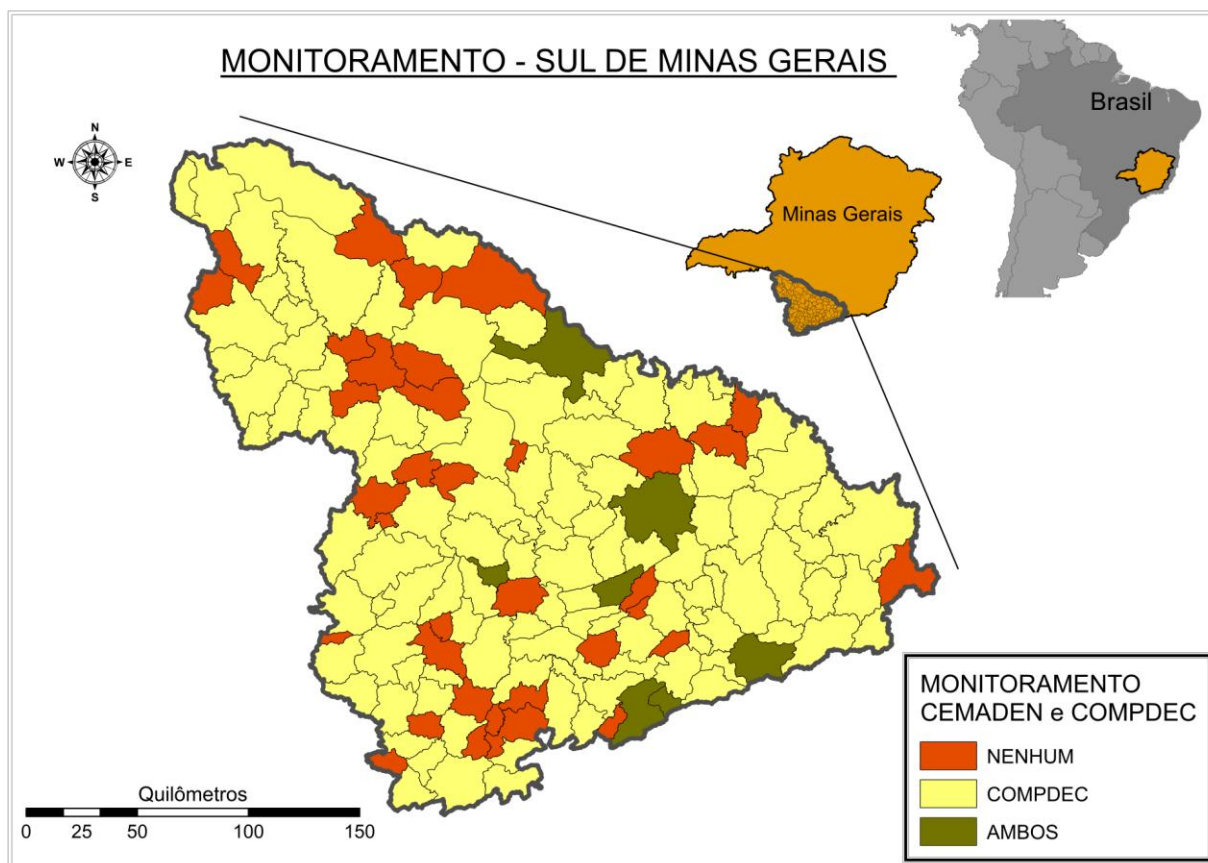 MONITORAMENTO - SUL DE MINAS GERAIS
Brasil
N
W E
S
Minas Gerais
MONITORAMENTO
CEMADEN e COMPDEC
NENHUM
COMPDEC
AMBOS
Quilômetros
0 25 50 100 150